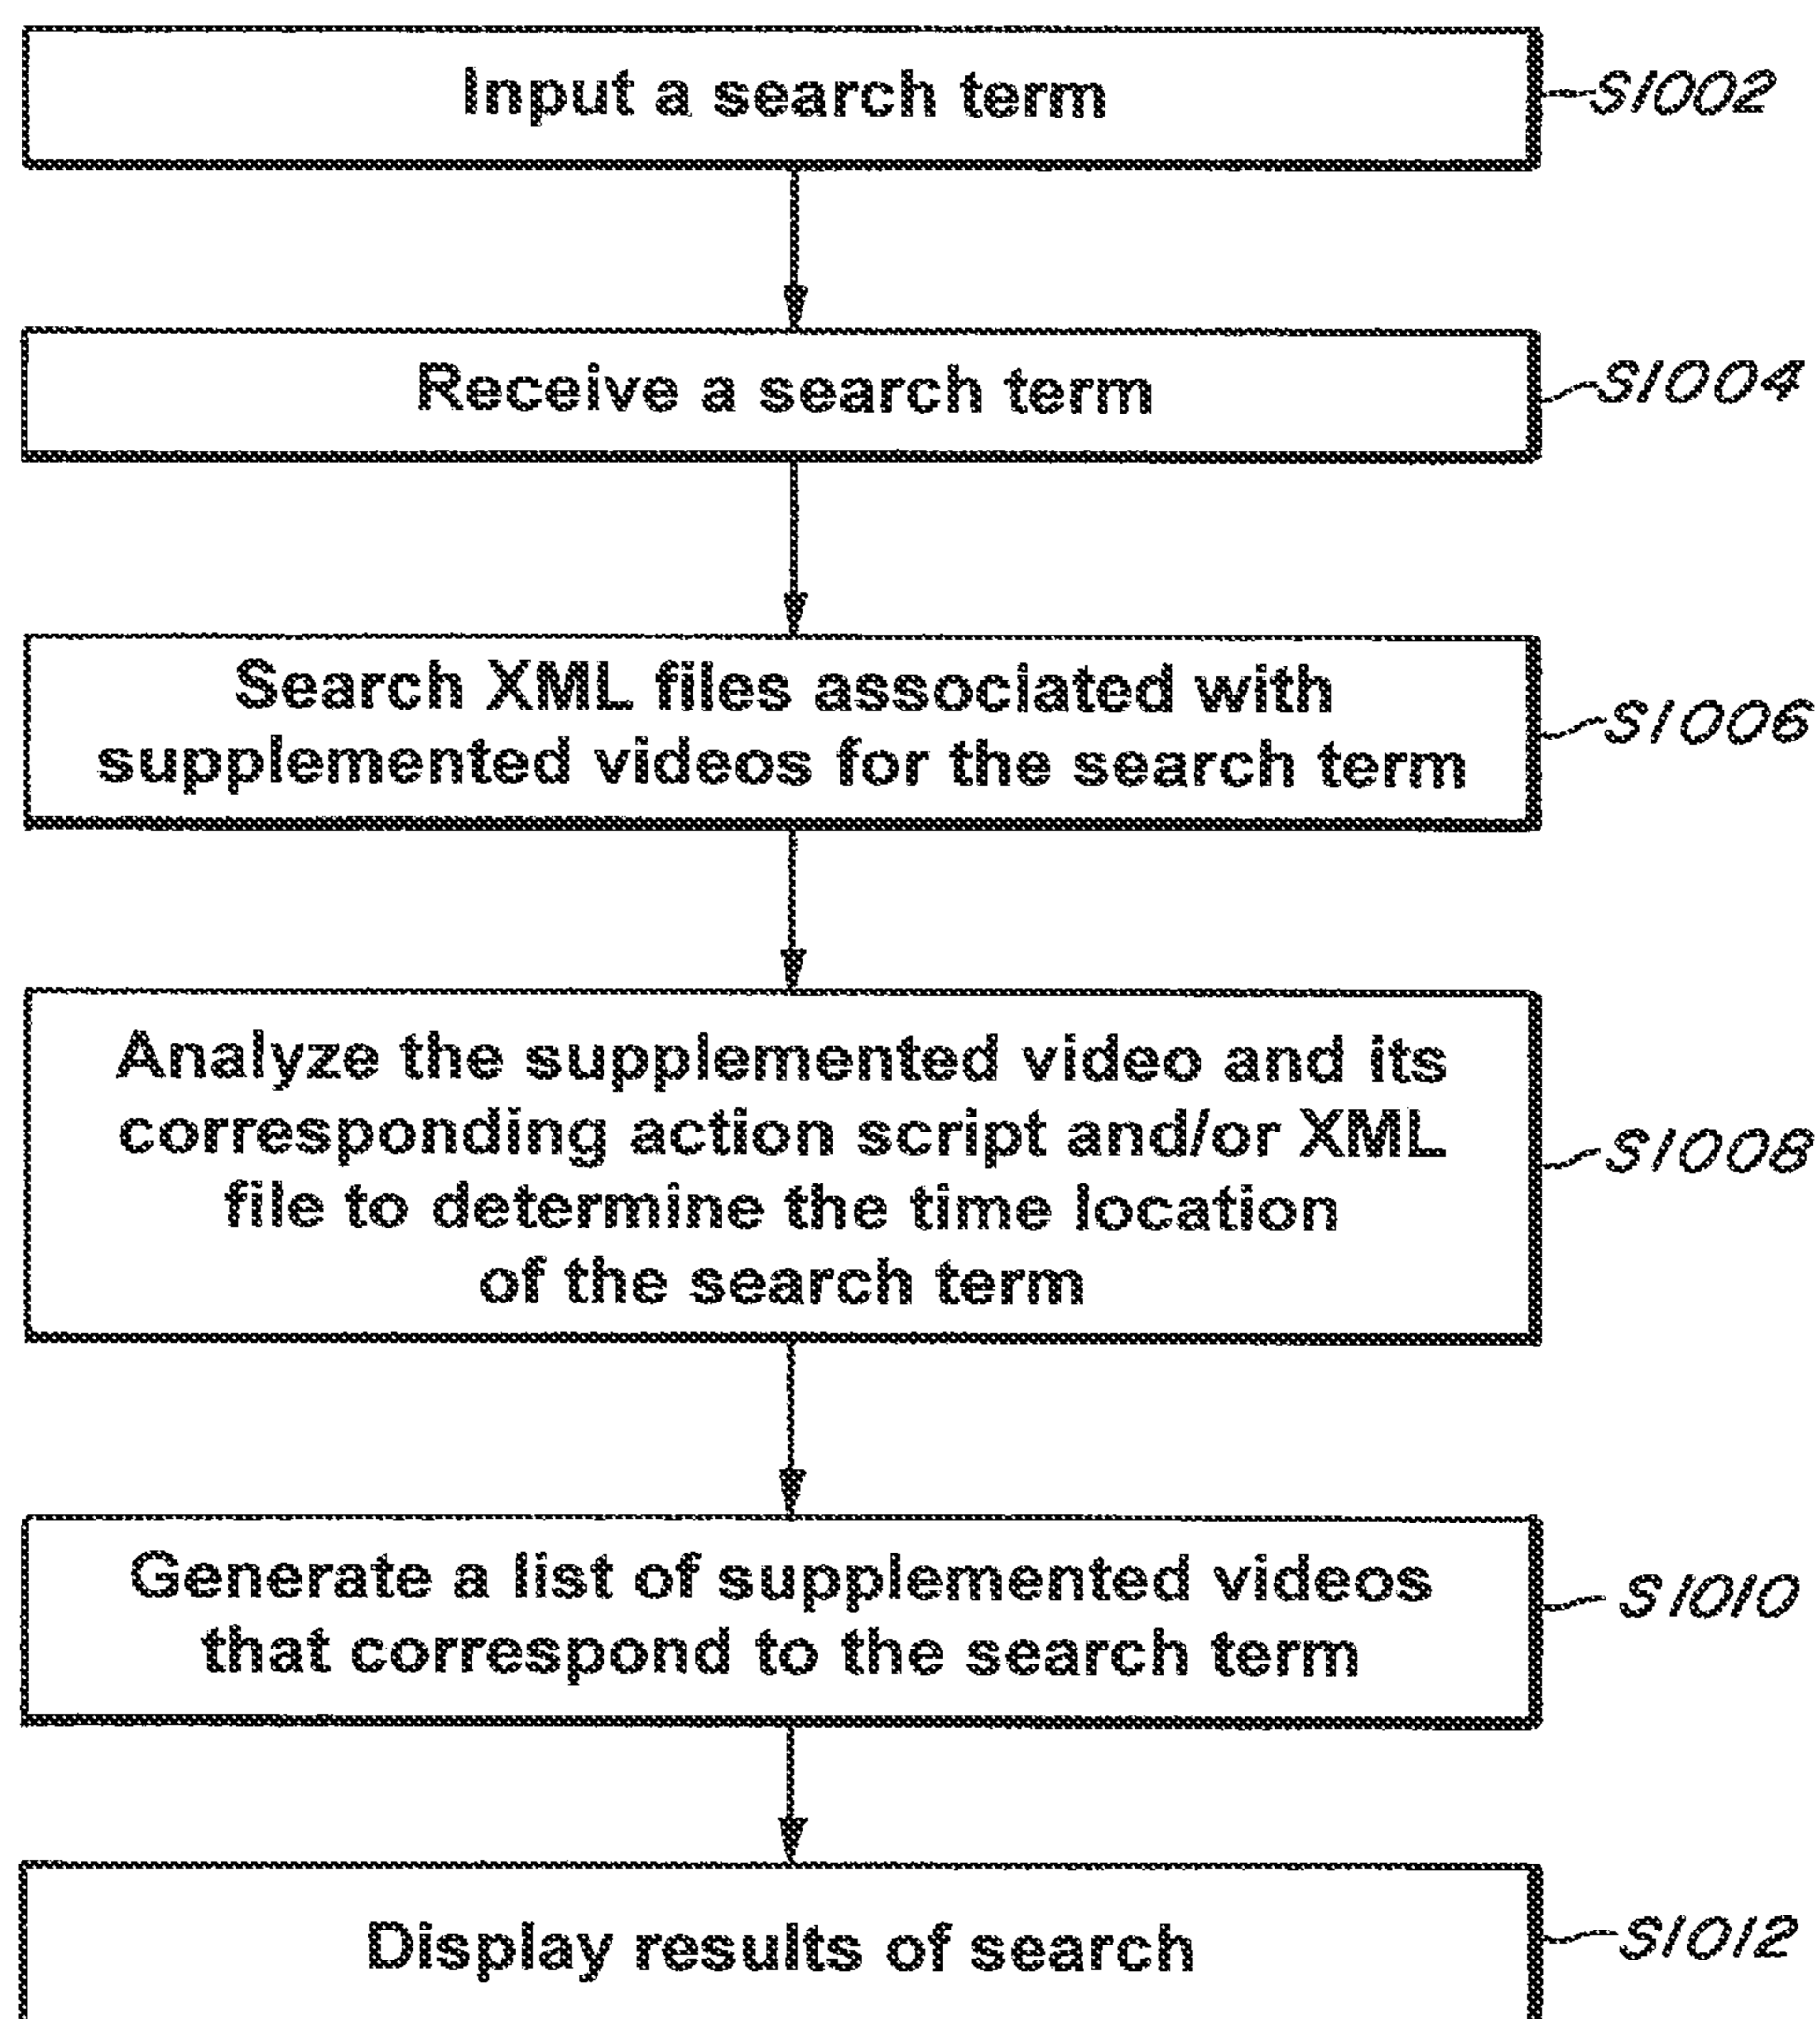 Input a search term
S1002
Receive a search term
S1004
Search XML files associated with
supplemented videos for the search term
S1006
Analyze the supplemented video and its
corresponding action script and/or XML
file to determine the time location
of the search term
S1008
Generate a list of supplemented videos
that correspond to the search term
S1010
Display results of search
S1012